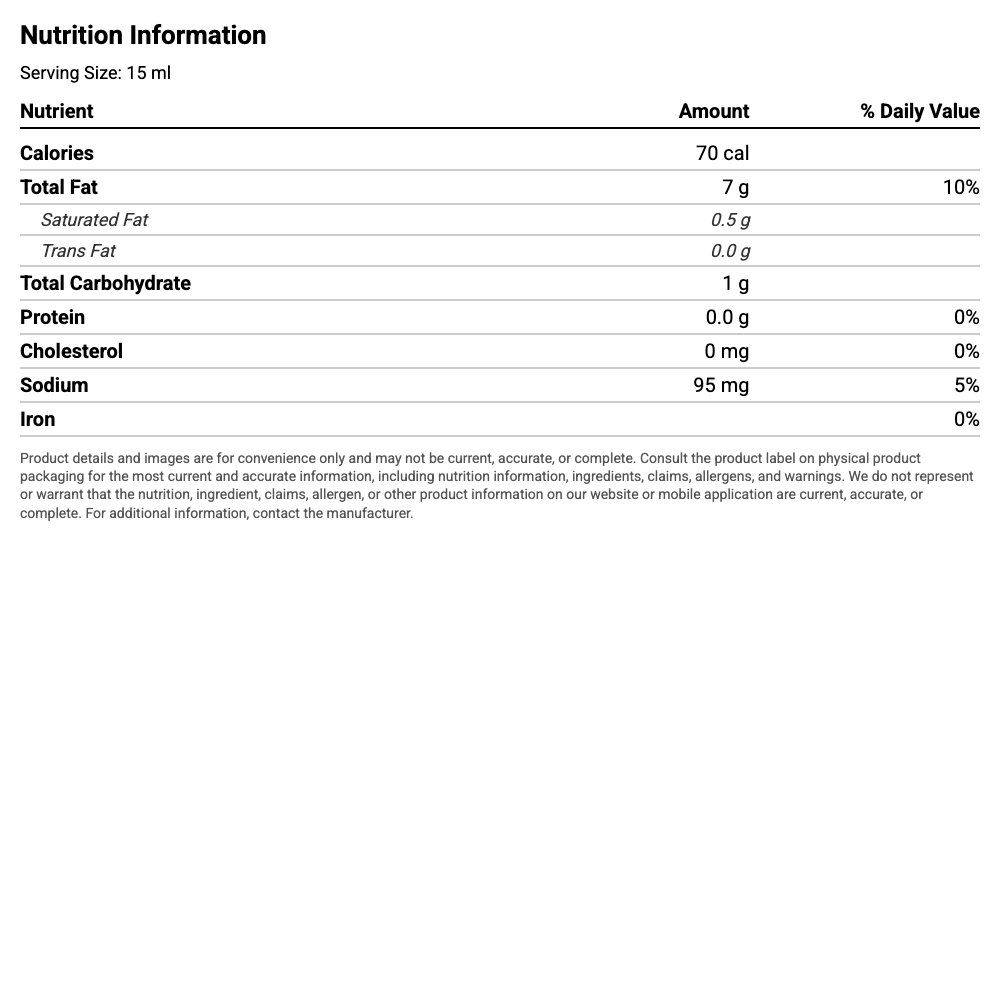 Nutrition Information
Serving Size: 15 ml
Nutrient Amount % Daily Value
Calories 70 cal
Total Fat 7 g 10%
Saturated Fat 0.5 g
Trans Fat 0.0 g
Total Carbohydrate 1 g
Protein 0.0 g 0%
Cholesterol 0 mg 0%
Sodium 95 mg 5%
Iron 0%
Product details and images are for convenience only and may not be current, accurate, or complete. Consult the product label on physical product
packaging for the most current and accurate information, including nutrition information, ingredients, claims, allergens, and warnings. We do not represent
or warrant that the nutrition, ingredient, claims, allergen, or other product information on our website or mobile application are current, accurate, or
complete. For additional information, contact the manufacturer.